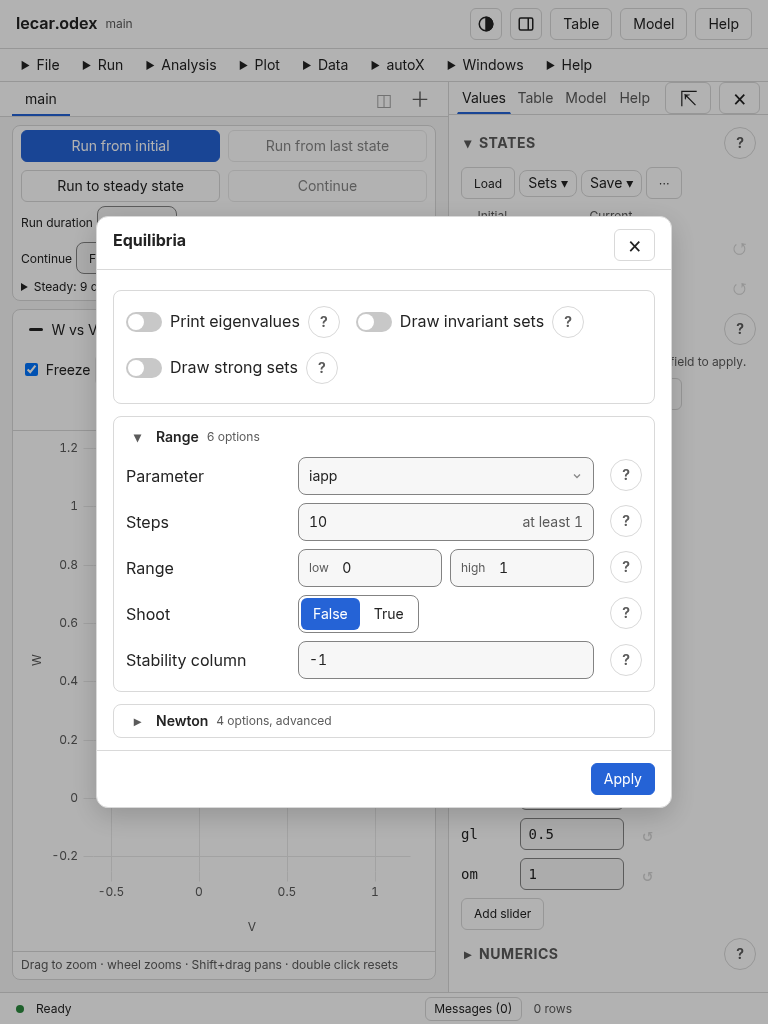 lecar.odex main
Table Model Help
File Run Analysis Plot Data autoX Windows Help
main
Values Table Model Help
Run from initial Run from last state
Run to steady state Continue
Run duration
Continue F
Steady: 9 c
STATES ?
Load Sets ▾ Save ▾ ...
Initial Current
W vs V
Freeze
?
field to apply.
Equilibria
Print eigenvalues ? Draw invariant sets ?
Draw strong sets ?
Range 6 options
Parameter iapp ?
Steps 10 at least 1 ?
Range low 0 high 1 ?
Shoot False True ?
Stability column -1 ?
Newton 4 options, advanced
Apply
1.2
1
0.8
0.6
0.4
0.2
0
-0.2
W
-0.5 0 0.5 1
V
Drag to zoom · wheel zooms · Shift+drag pans · double click resets
gl 0.5
om 1
Add slider
NUMERICS ?
Ready Messages (0) 0 rows